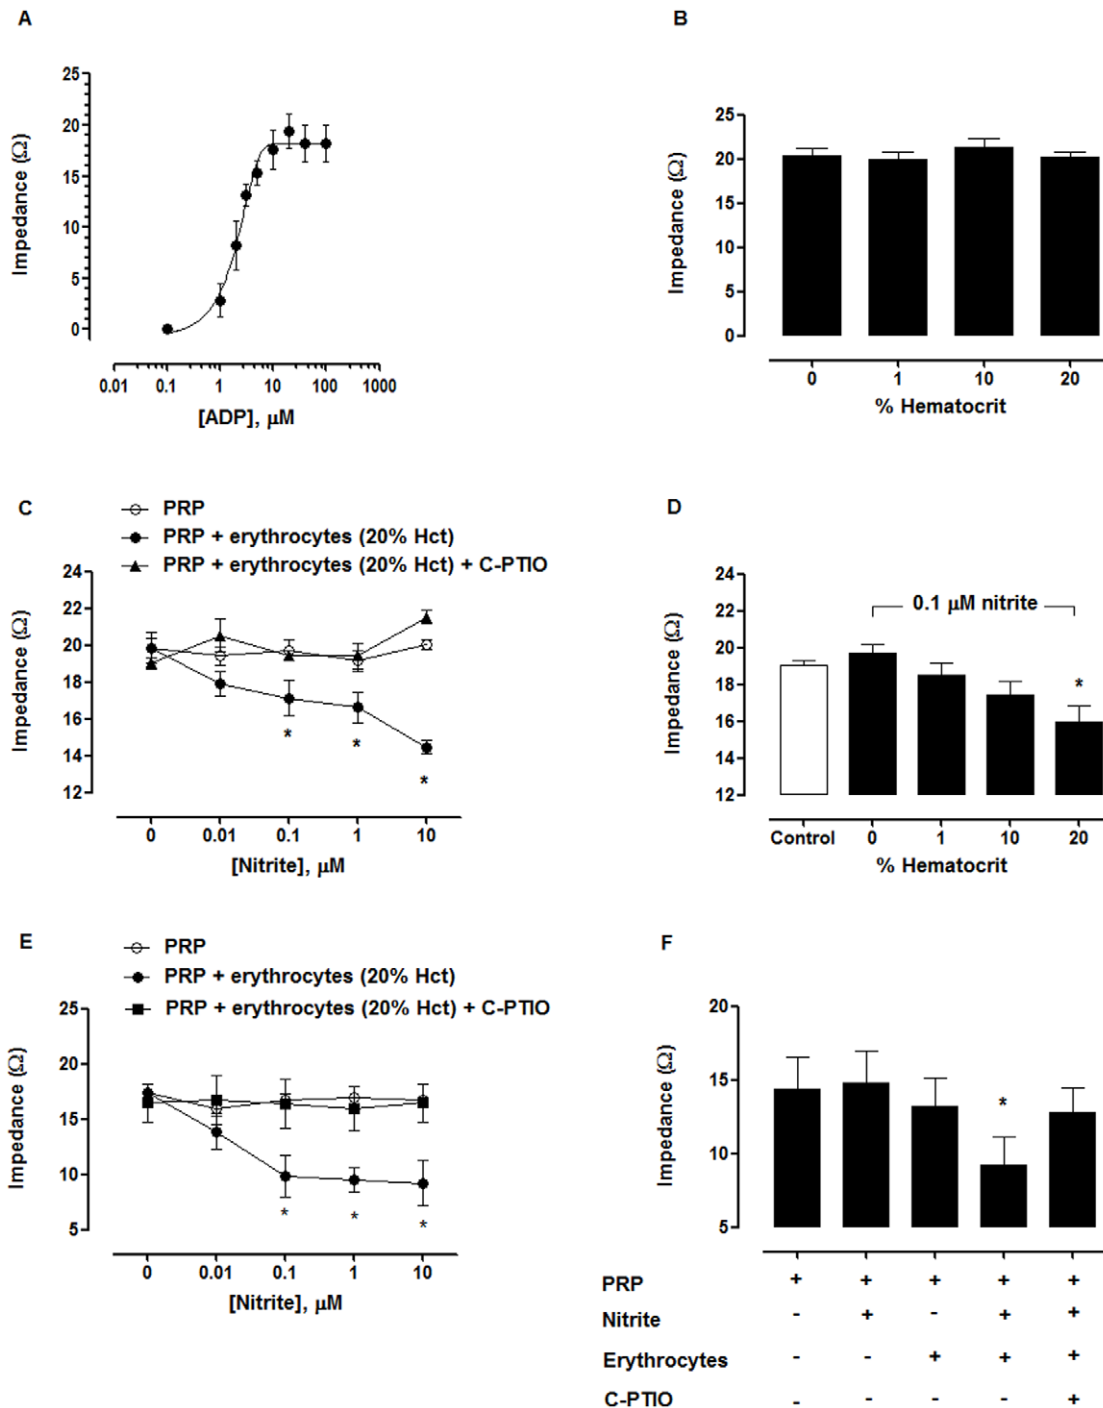 A
25
20
15
10
5
0
Impedance (Ω)
0.01 0.1 1 10 100 1000
[ADP], μM
B
25
20
15
10
5
0
Impedance (Ω)
0 1 10 20
% Hematocrit
C
PRP
PRP + erythrocytes (20% Hct)
PRP + erythrocytes (20% Hct) + C-PTIO
24
22
20
18
16
14
12
Impedance (Ω)
* * *
0 0.01 0.1 1 10
[Nitrite], μM
D
24
22
20
18
16
14
12
Impedance (Ω)
0.1 μM nitrite
*
Control 0 1 10 20
% Hematocrit
E
PRP
PRP + erythrocytes (20% Hct)
PRP + erythrocytes (20% Hct) + C-PTIO
25
20
15
10
5
Impedance (Ω)
* * *
0 0.01 0.1 1 10
[Nitrite], μM
F
20
15
10
5
Impedance (Ω)
*
PRP + + + + +
Nitrite - + - + +
Erythrocytes - - + + +
C-PTIO - - - - +